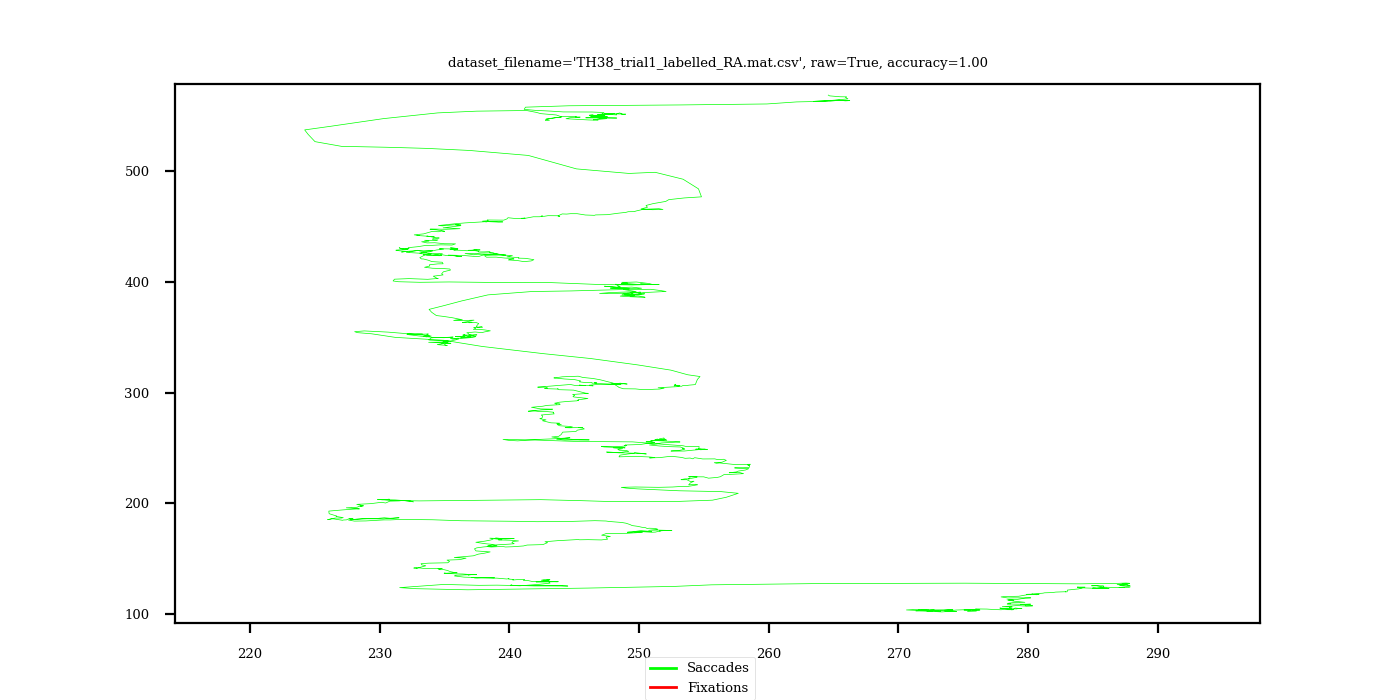 dataset_filename='TH38_trial1_labelled_RA.mat.csv', raw=True, accuracy=1.00
500
400
300
200
100
220 230 240 250 260 270 280 290
Saccades
Fixations